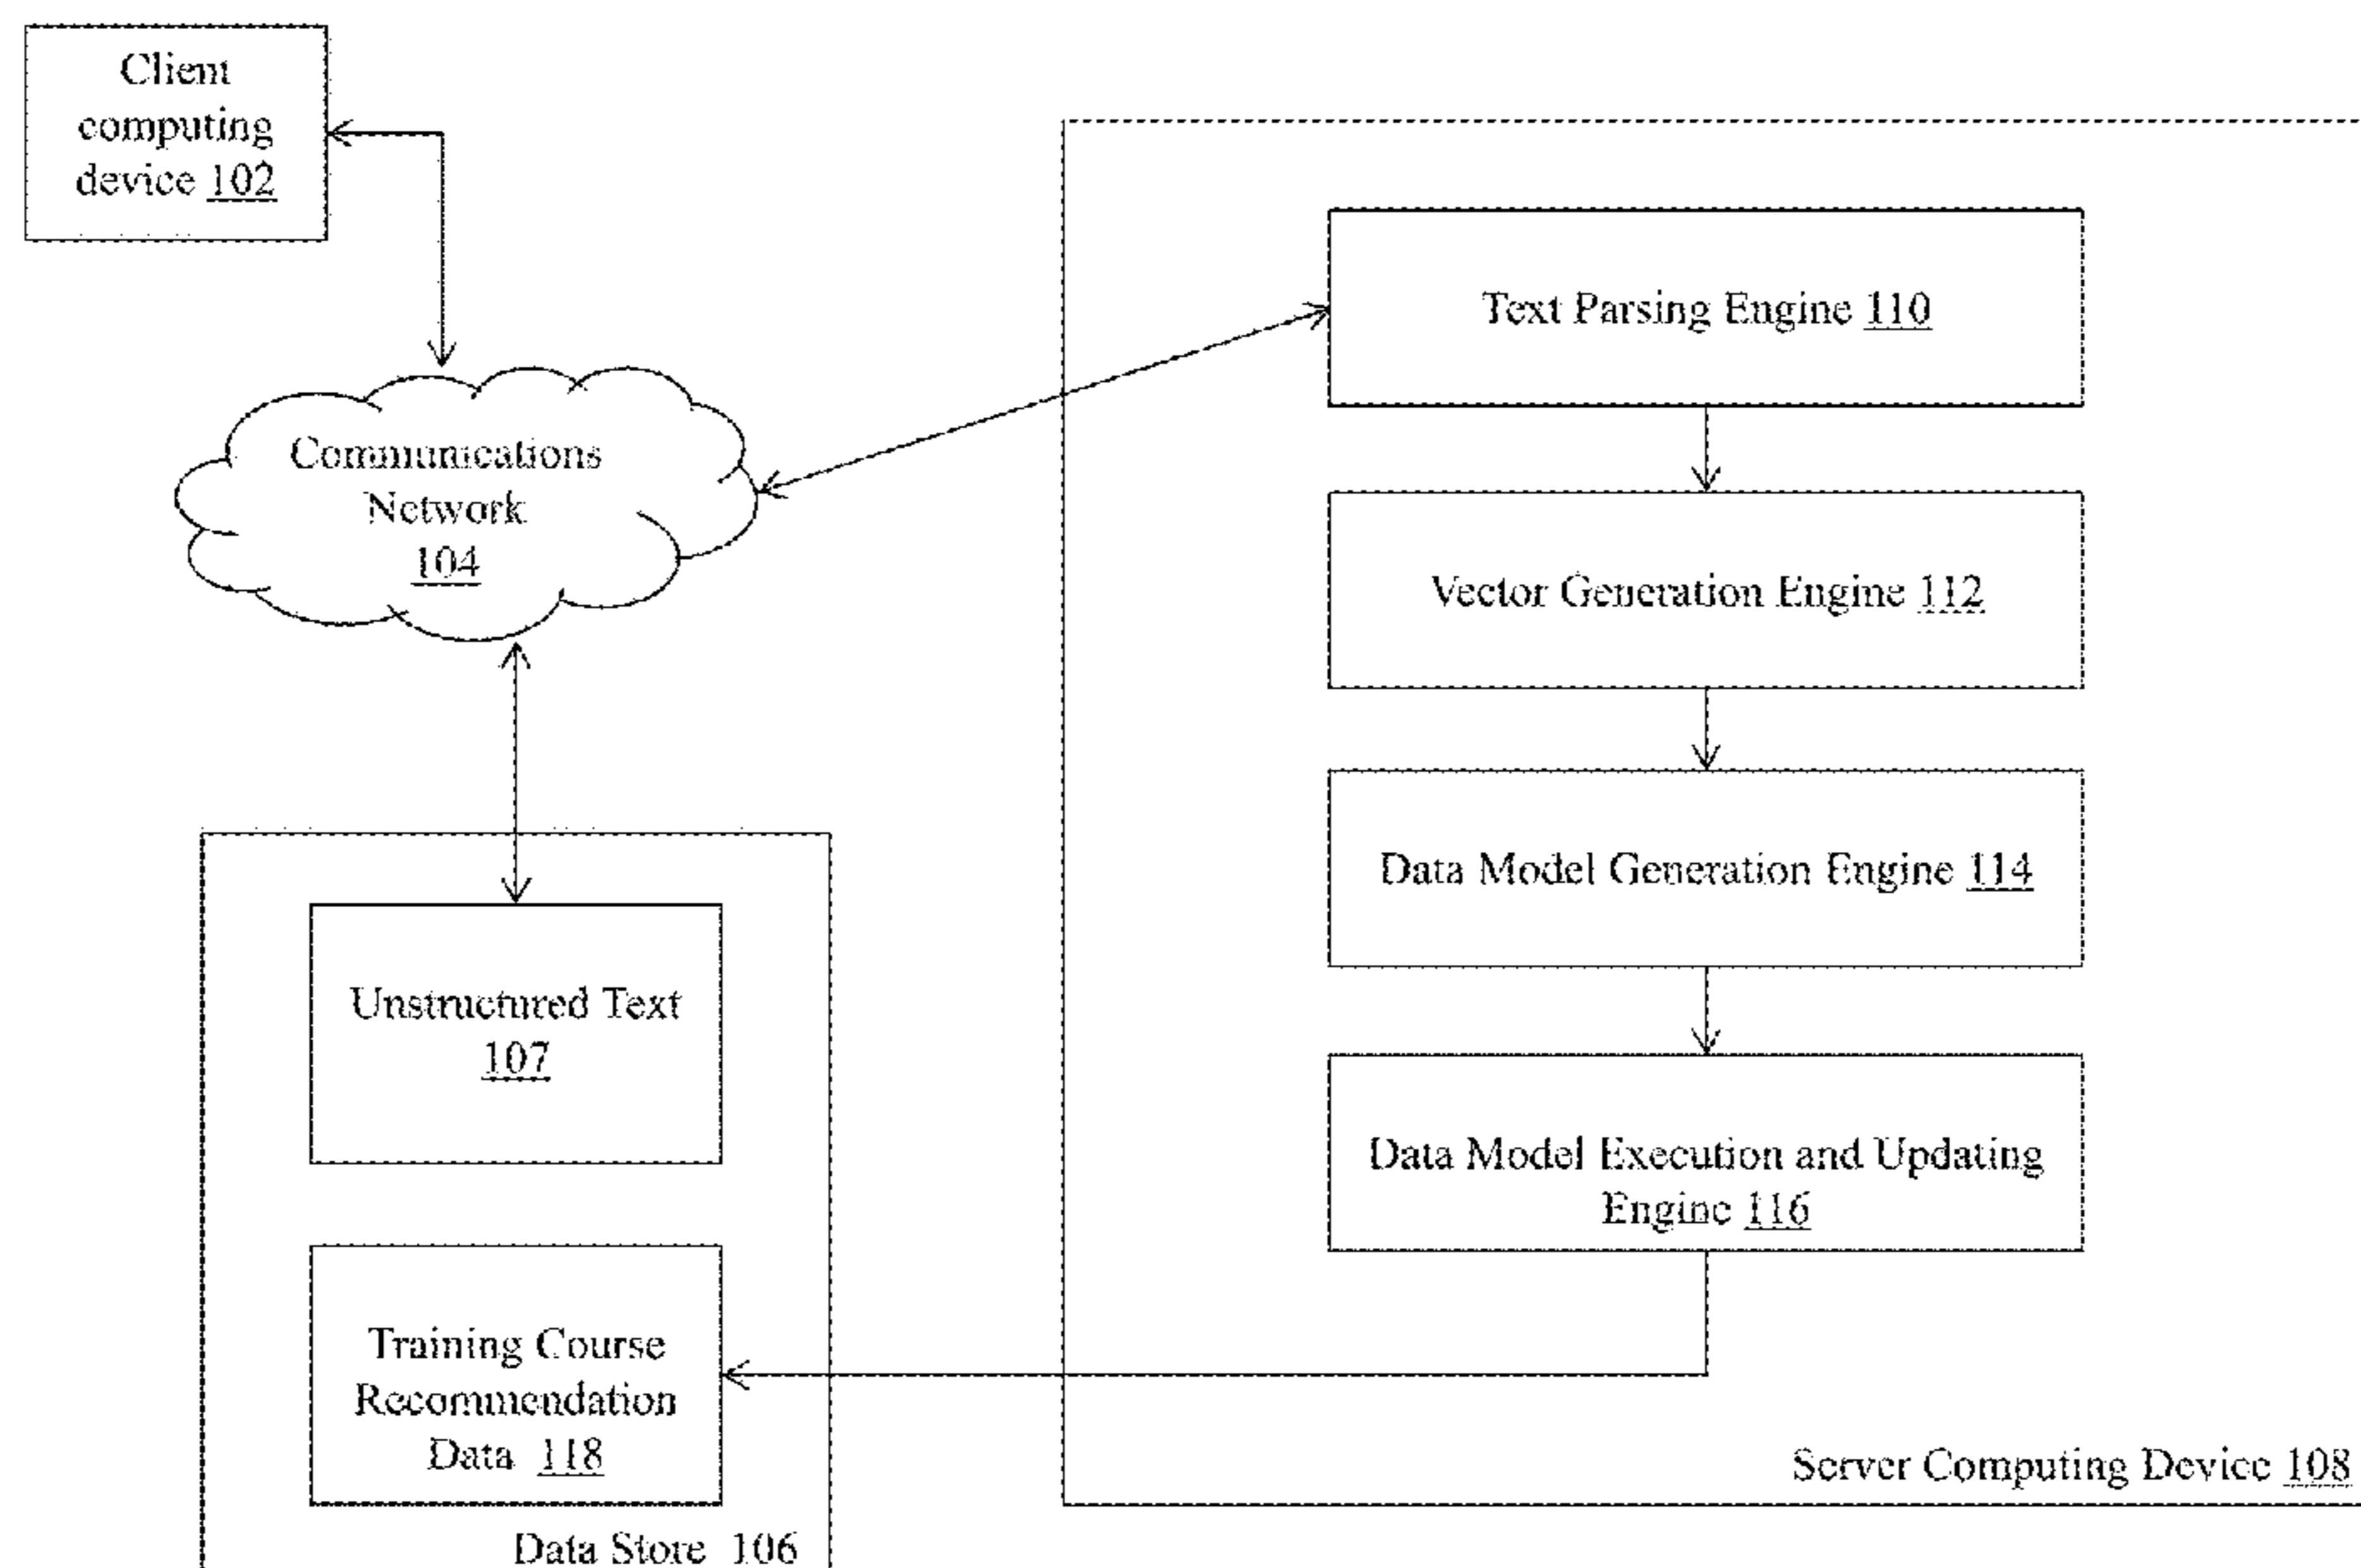 Client
computing
device 102
Communications
Network
104
Unstructured Text
107
Training Course
Recommendation
Data 118
Data Store 106
Text Parsing Engine 110
Vector Generation Engine 112
Data Model Generation Engine 114
Data Model Execution and Updating
Engine 116
Server Computing Device 108